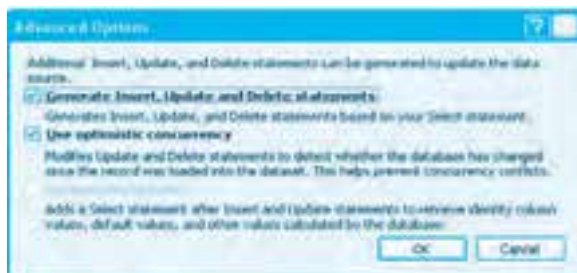 Advanced Options
Additional Insert, Update, and Delete statements can be generated to update the data
source.
Generate Insert, Update and Delete statements
Generates Insert, Update, and Delete statements based on your Select statement.
Use optimistic concurrency
Modifies Update and Delete statements to detect whether the database has changed
since the record was loaded into the dataset. This helps prevent concurrency conflicts.
Adds a Select statement after Insert and Update statements to retrieve identity column
values, default values, and other values calculated by the database.
OK
Cancel